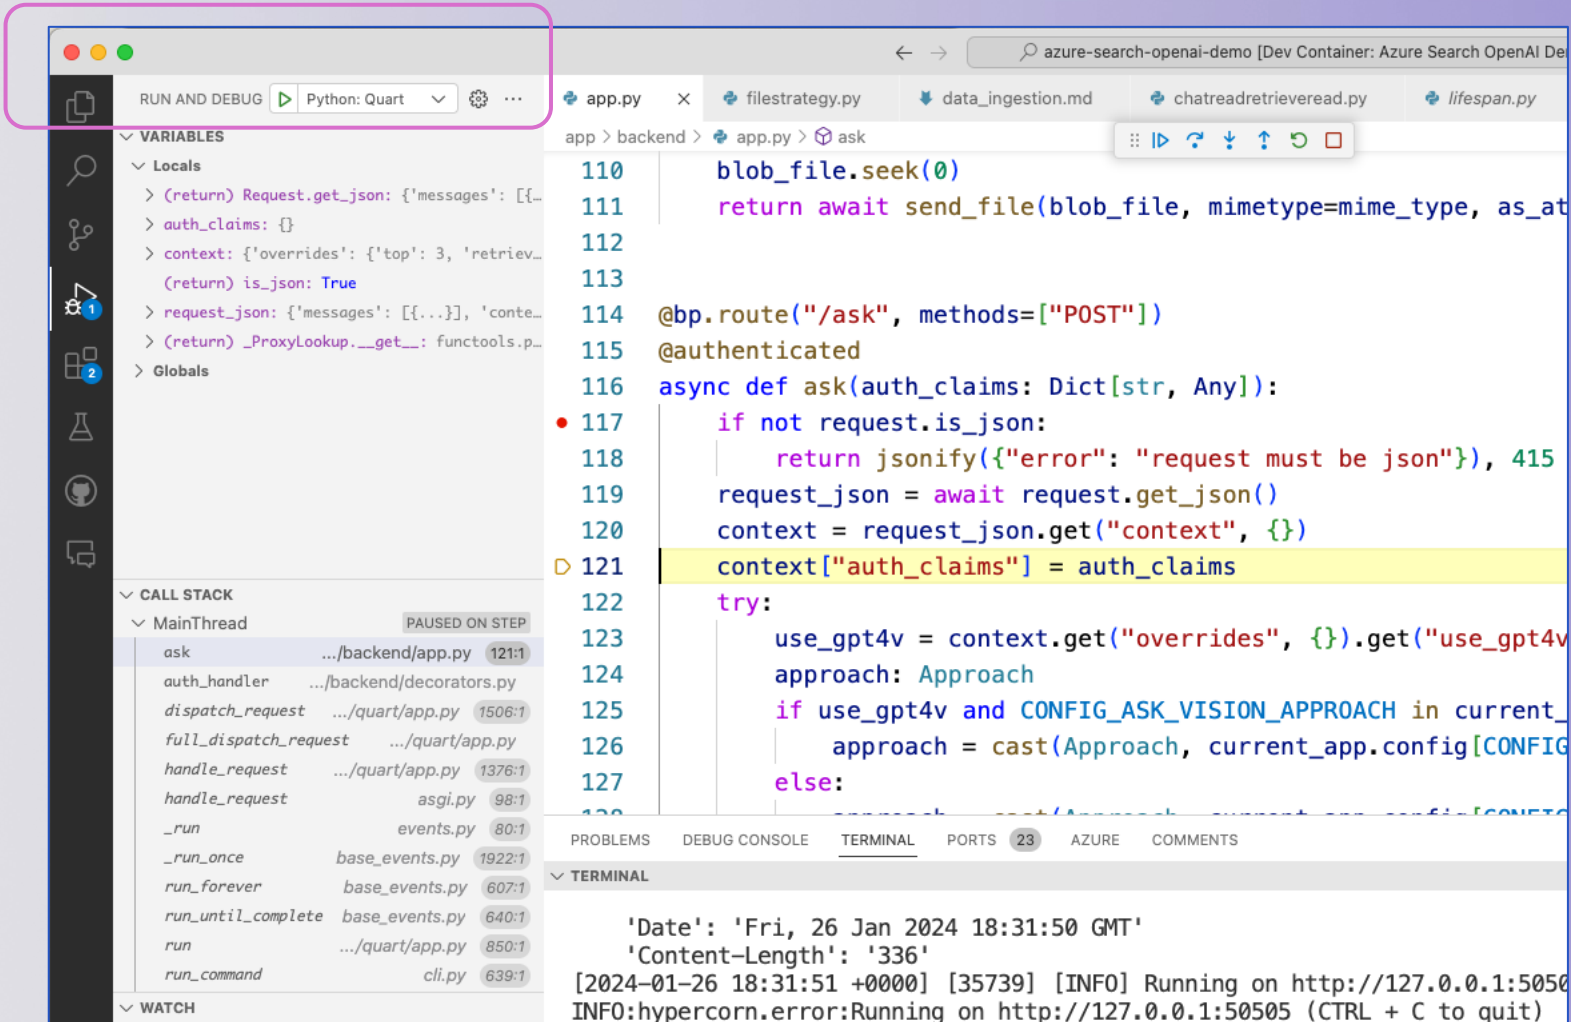 azure-search-openai-demo [Dev Container: Azure Search OpenAI De
RUN AND DEBUG Python: Quart
app.py
filestrategy.py
data_ingestion.md
chatreadretrieveread.py
lifespan.py
app > backend > app.py > ask
VARIABLES
Locals
(return) Request.get_json: {'messages': [{…
auth_claims: {}
context: {'overrides': {'top': 3, 'retriev…
(return) is_json: True
request_json: {'messages': [{...}], 'conte…
(return) _ProxyLookup.__get__: functools.p…
Globals
1
2
CALL STACK
MainThread PAUSED ON STEP
ask .../backend/app.py 121:1
auth_handler .../backend/decorators.py
dispatch_request .../quart/app.py 1506:1
full_dispatch_request .../quart/app.py
handle_request .../quart/app.py 1376:1
handle_request asgi.py 98:1
_run events.py 80:1
_run_once base_events.py 1922:1
run_forever base_events.py 607:1
run_until_complete base_events.py 640:1
run .../quart/app.py 850:1
run_command cli.py 639:1
WATCH
110 blob_file.seek(0)
111 return await send_file(blob_file, mimetype=mime_type, as_at
112
113
114 @bp.route("/ask", methods=["POST"])
115 @authenticated
116 async def ask(auth_claims: Dict[str, Any]):
117 if not request.is_json:
118 return jsonify({"error": "request must be json"}), 415
119 request_json = await request.get_json()
120 context = request_json.get("context", {})
121 context["auth_claims"] = auth_claims
122 try:
123 use_gpt4v = context.get("overrides", {}).get("use_gpt4v
124 approach: Approach
125 if use_gpt4v and CONFIG_ASK_VISION_APPROACH in current_
126 approach = cast(Approach, current_app.config[CONFIG
127 else:
128 approach = cast(Approach, current_app.config[CONFIG
PROBLEMS DEBUG CONSOLE TERMINAL PORTS 23 AZURE COMMENTS
TERMINAL
'Date': 'Fri, 26 Jan 2024 18:31:50 GMT'
'Content-Length': '336'
[2024-01-26 18:31:51 +0000] [35739] [INFO] Running on http://127.0.0.1:5050
INFO:hypercorn.error:Running on http://127.0.0.1:50505 (CTRL + C to quit)